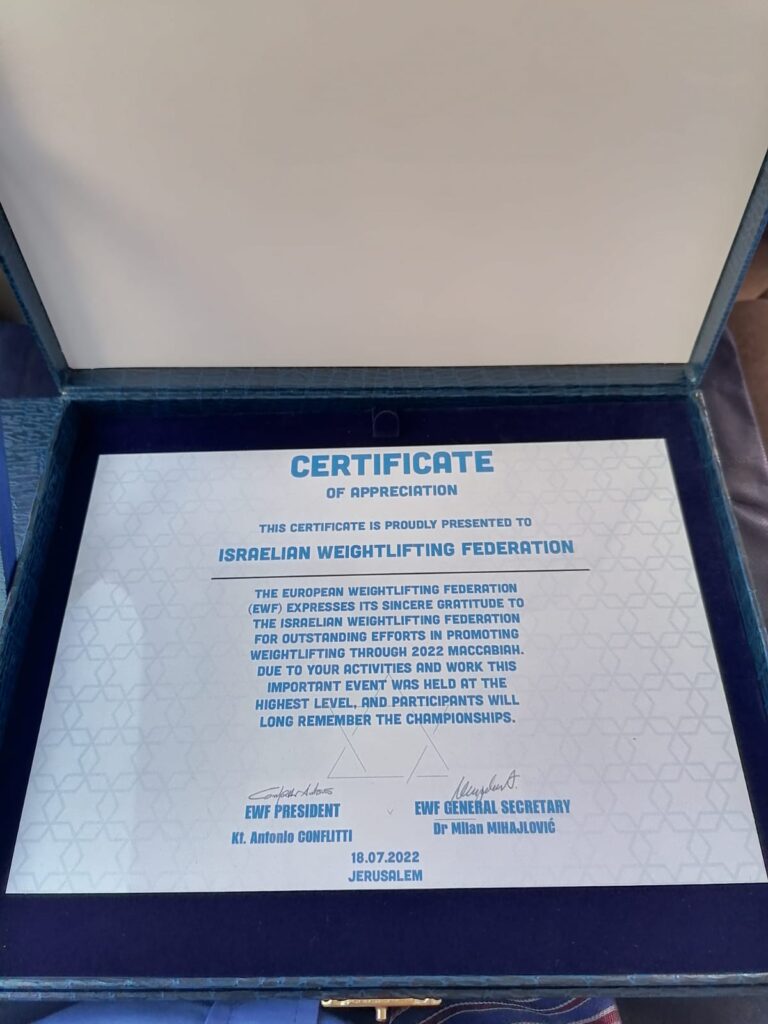 CERTIFICATE
OF APPRECIATION
THIS CERTIFICATE IS PROUDLY PRESENTED TO
ISRAELIAN WEIGHTLIFTING FEDERATION
THE EUROPEAN WEIGHTLIFTING FEDERATION
(EWF) EXPRESSES ITS SINCERE GRATITUDE TO
THE ISRAELIAN WEIGHTLIFTING FEDERATION
FOR OUTSTANDING EFFORTS IN PROMOTING
WEIGHTLIFTING THROUGH 2022 MACCABIAH.
DUE TO YOUR ACTIVITIES AND WORK THIS
IMPORTANT EVENT WAS HELD AT THE
HIGHEST LEVEL, AND PARTICIPANTS WILL
LONG REMEMBER THE CHAMPIONSHIPS.
EWF PRESIDENT
Kt. Antonio CONFLITTI
EWF GENERAL SECRETARY
Dr Milan MIHAJLOVIĆ
18.07.2022
JERUSALEM